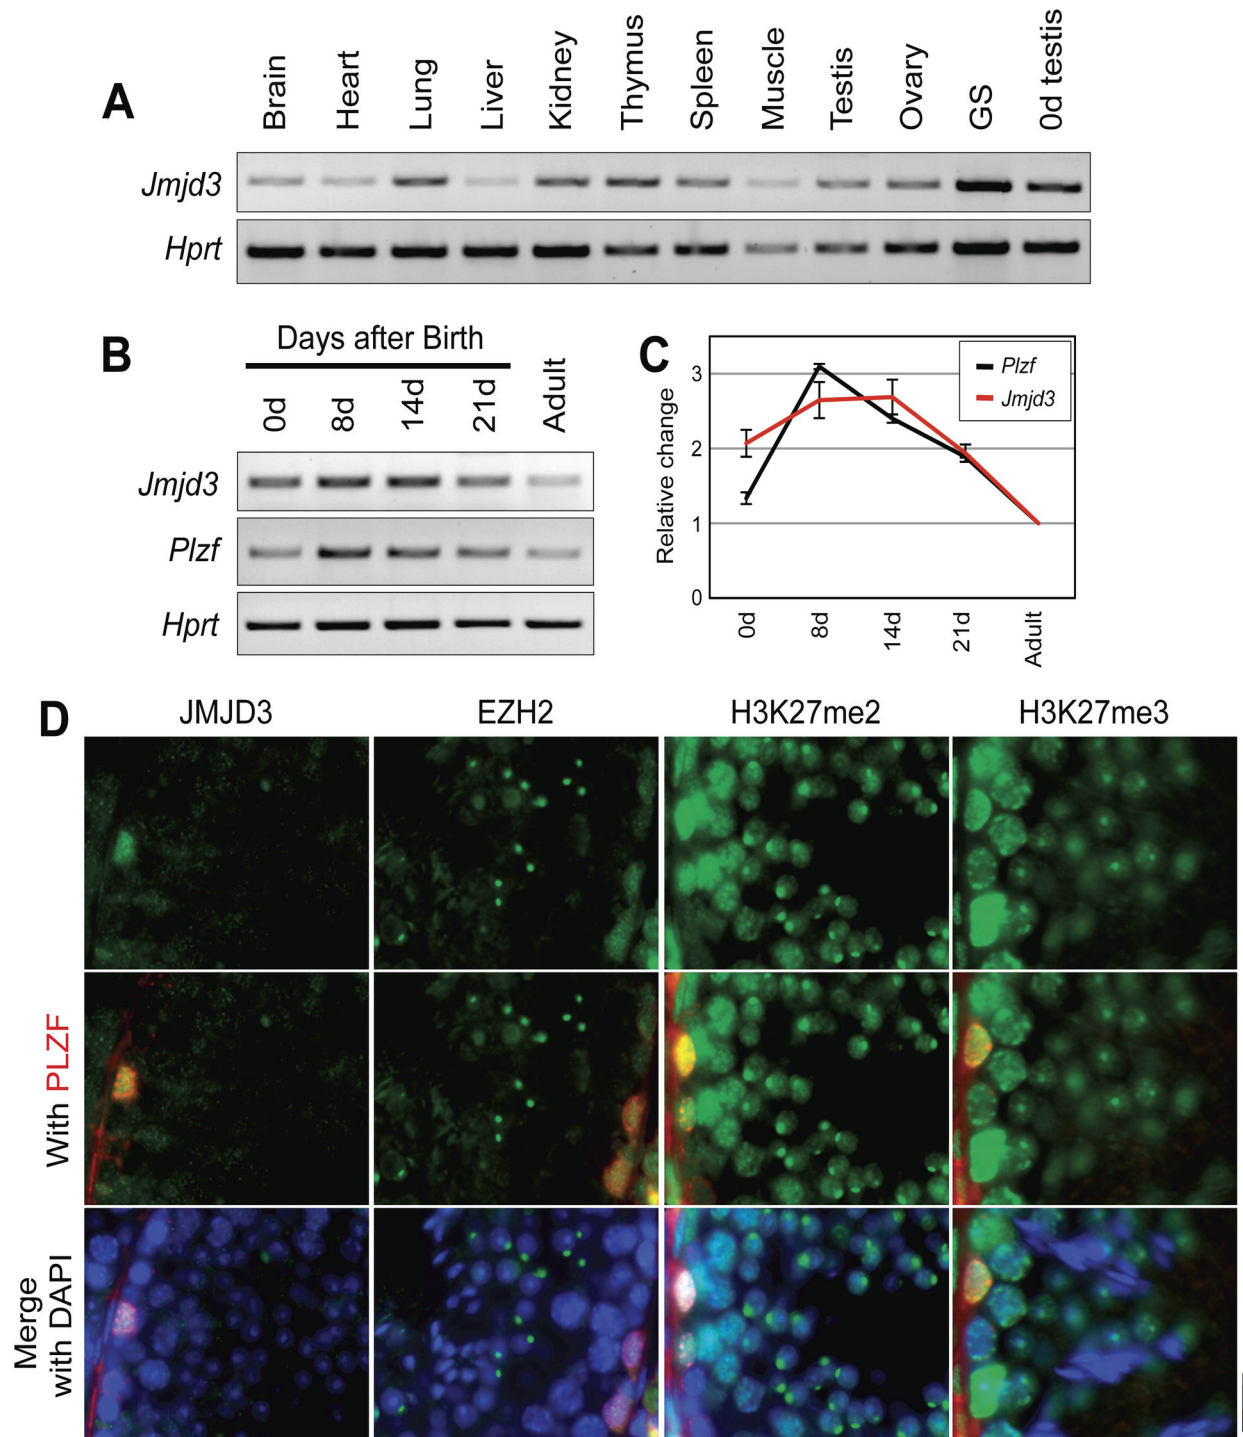 A
Brain
Heart
Lung
Liver
Kidney
Thymus
Spleen
Muscle
Testis
Ovary
GS
0d testis
Jmjd3
Hprt
B
Days after Birth
0d
8d
14d
21d
Adult
Jmjd3
Plzf
Hprt
C
Relative change
3
2
1
0
Plzf
Jmjd3
0d
8d
14d
21d
Adult
D
JMJD3
EZH2
H3K27me2
H3K27me3
With PLZF
Merge
with DAPI